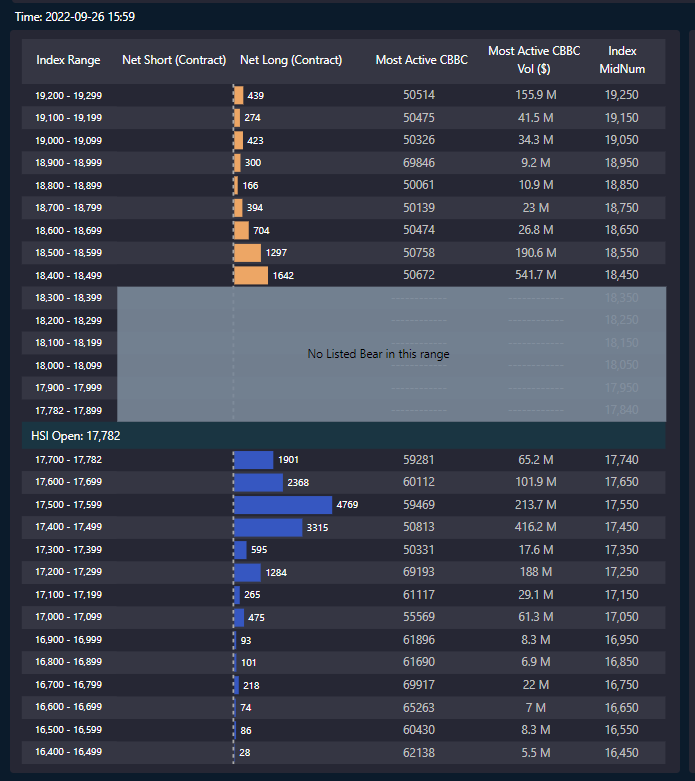 Time: 2022-09-26 15:59
Index Range Net Short (Contract) Net Long (Contract) Most Active CBBC Most Active CBBC Vol ($) Index MidNum
19,200 - 19,299 439 50514 155.9 M 19,250
19,100 - 19,199 274 50475 41.5 M 19,150
19,000 - 19,099 423 50326 34.3 M 19,050
18,900 - 18,999 300 69846 9.2 M 18,950
18,800 - 18,899 166 50061 10.9 M 18,850
18,700 - 18,799 394 50139 23 M 18,750
18,600 - 18,699 704 50474 26.8 M 18,650
18,500 - 18,599 1297 50758 190.6 M 18,550
18,400 - 18,499 1642 50672 541.7 M 18,450
18,300 - 18,399 18,350
18,200 - 18,299 18,250
18,100 - 18,199 18,150
No Listed Bear in this range
18,000 - 18,099 18,050
17,900 - 17,999 17,950
17,782 - 17,899 17,840
HSI Open: 17,782
17,700 - 17,782 1901 59281 65.2 M 17,740
17,600 - 17,699 2368 60112 101.9 M 17,650
17,500 - 17,599 4769 59469 213.7 M 17,550
17,400 - 17,499 3315 50813 416.2 M 17,450
17,300 - 17,399 595 50331 17.6 M 17,350
17,200 - 17,299 1284 69193 188 M 17,250
17,100 - 17,199 265 61117 29.1 M 17,150
17,000 - 17,099 475 55569 61.3 M 17,050
16,900 - 16,999 93 61896 8.3 M 16,950
16,800 - 16,899 101 61690 6.9 M 16,850
16,700 - 16,799 218 69917 22 M 16,750
16,600 - 16,699 74 65263 7 M 16,650
16,500 - 16,599 86 60430 8.3 M 16,550
16,400 - 16,499 28 62138 5.5 M 16,450